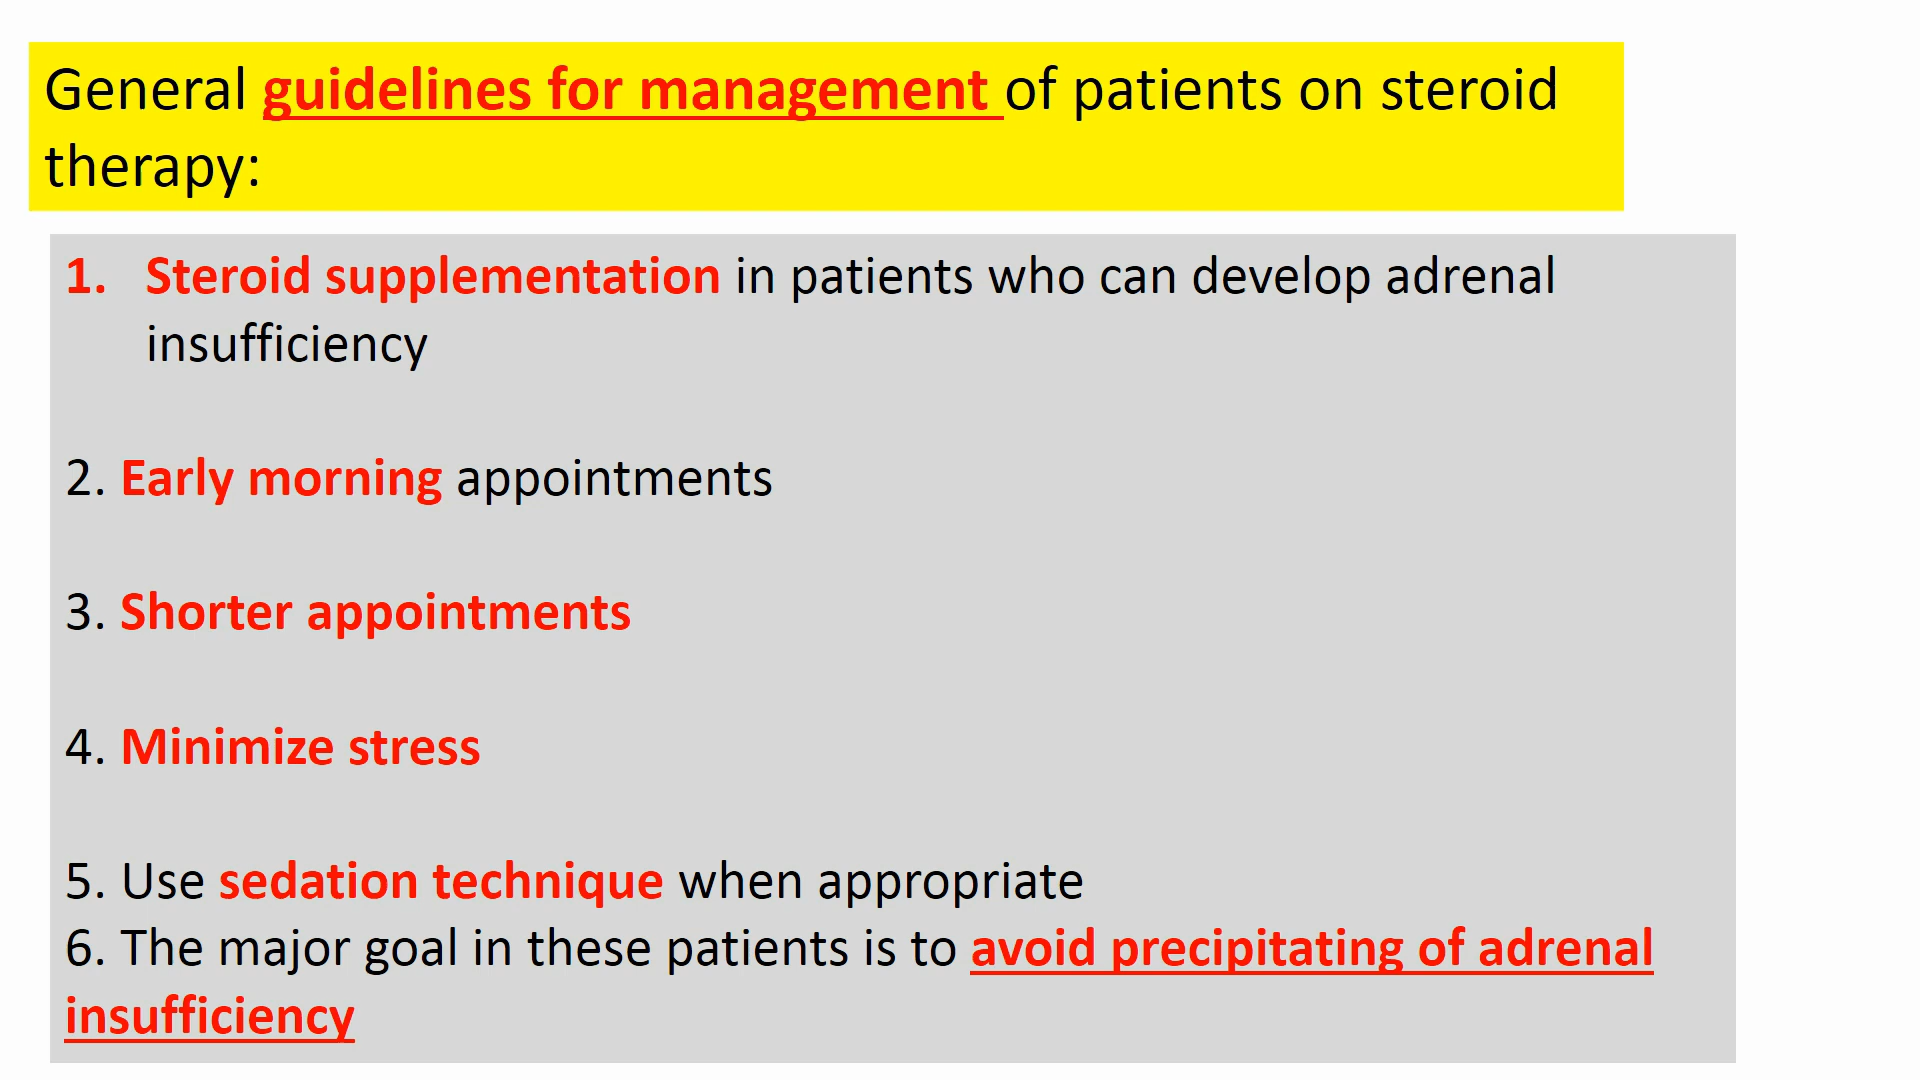 General guidelines for management of patients on steroid
therapy:
1. Steroid supplementation in patients who can develop adrenal
insufficiency
2. Early morning appointments
3. Shorter appointments
4. Minimize stress
5. Use sedation technique when appropriate
6. The major goal in these patients is to avoid precipitating of adrenal
insufficiency